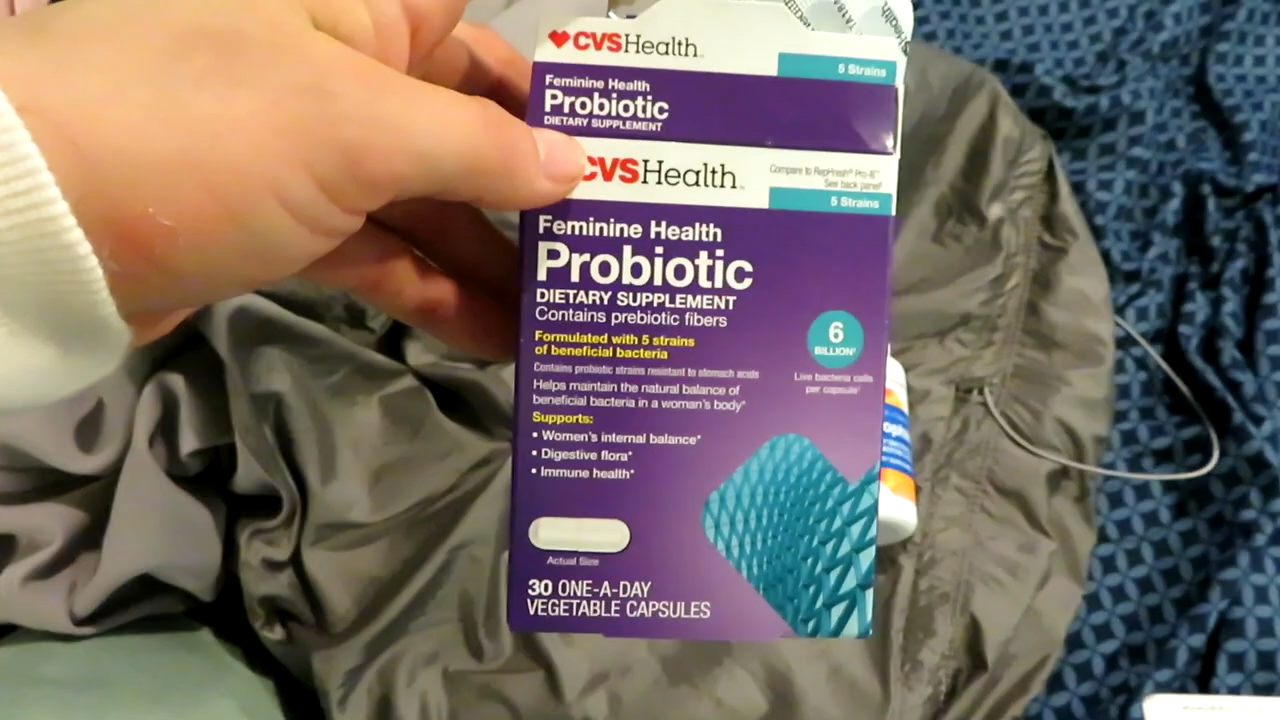 CVSHealth
5 Strains
Feminine Health
Probiotic
DIETARY SUPPLEMENT
CVSHealth
Compare to RepHresh® Pro-B™
See back panel
5 Strains
Feminine Health
Probiotic
DIETARY SUPPLEMENT
Contains prebiotic fibers
Formulated with 5 strains
of beneficial bacteria
Contains probiotic strains resistant to stomach acids
Helps maintain the natural balance of
beneficial bacteria in a woman's body*
Supports:
▪ Women's internal balance*
▪ Digestive flora*
▪ Immune health*
6
BILLION
Live bacteria cells
per capsule
Actual Size
30 ONE-A-DAY
VEGETABLE CAPSULES